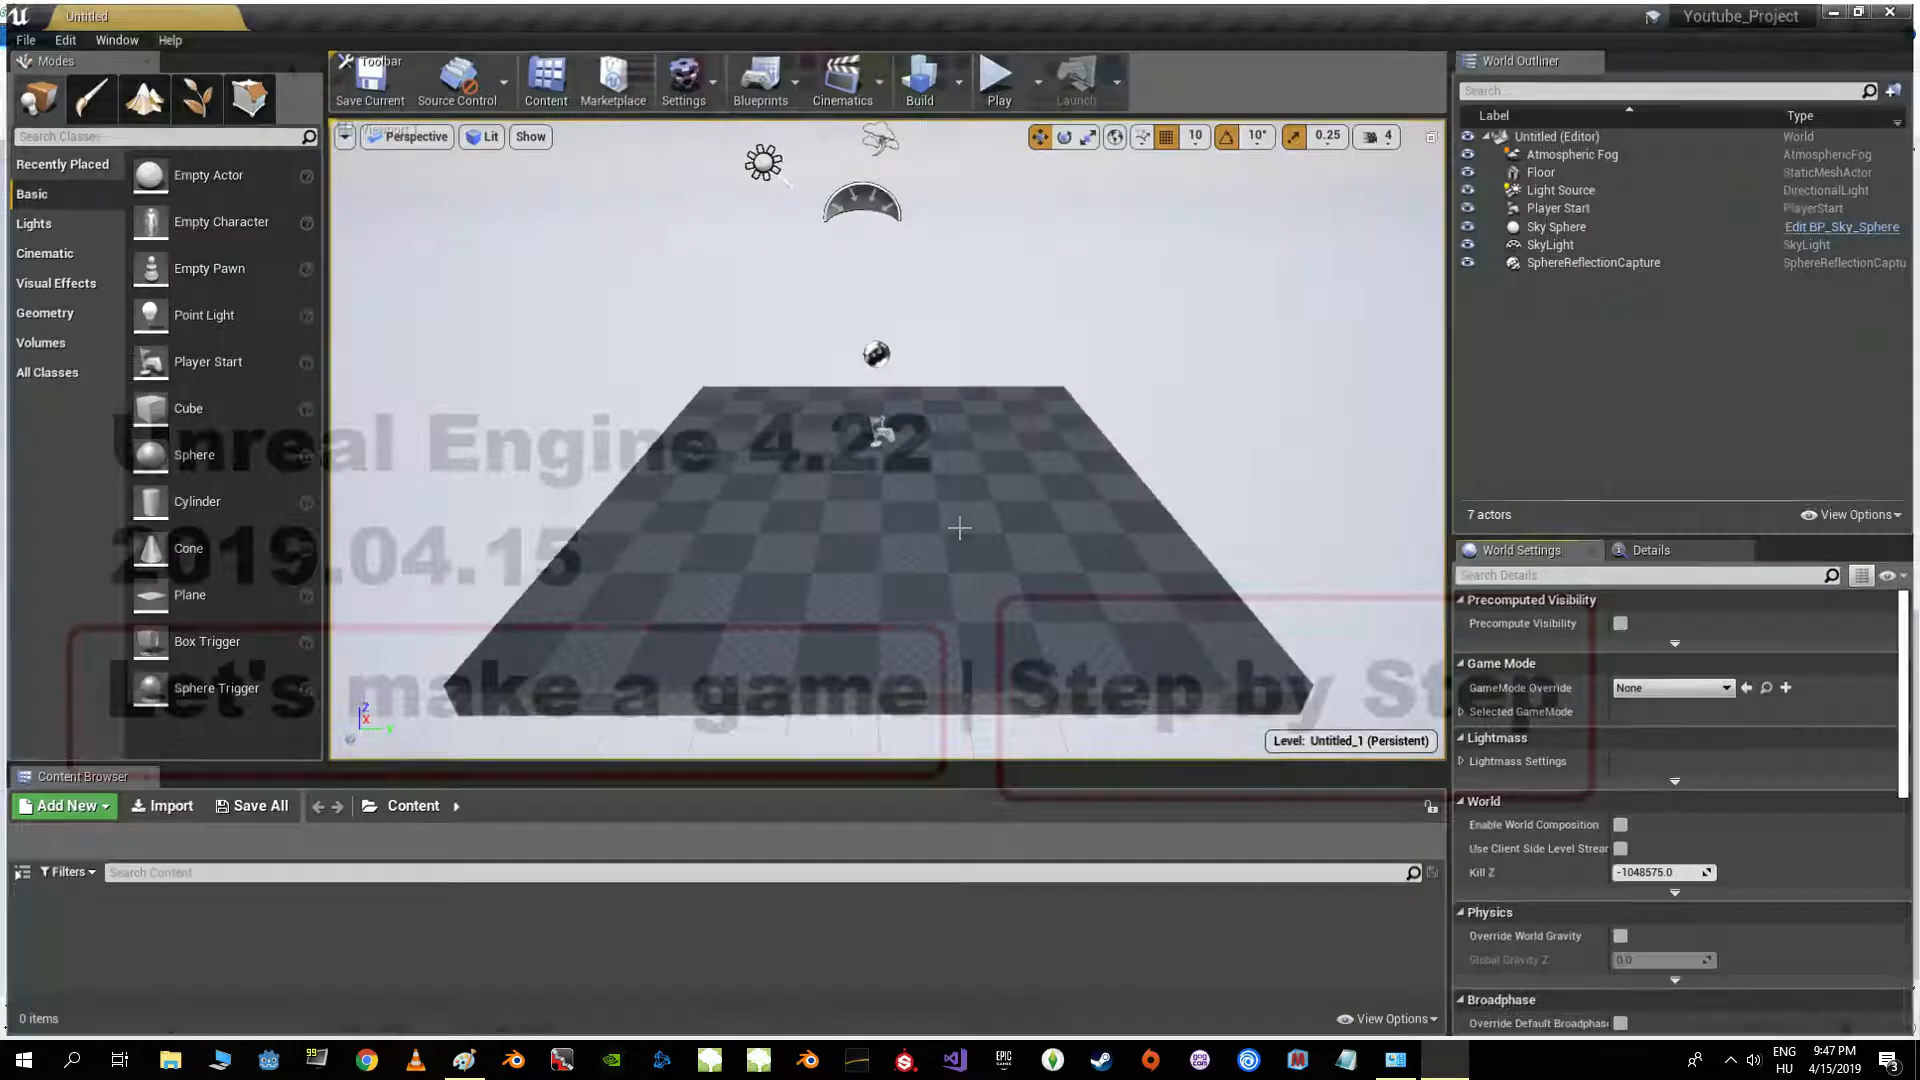 Untitled
Youtube_Project
File Edit Window Help
Modes
Toolbar
World Outliner
Save Current
Source Control
Content
Marketplace
Settings
Blueprints
Cinematics
Build
Play
Launch
Search...
Label
Type
Search Classes
Perspective
Lit
Show
10
10°
0.25
4
Untitled (Editor) World
Atmospheric Fog AtmosphericFog
Floor StaticMeshActor
Light Source DirectionalLight
Player Start PlayerStart
Sky Sphere Edit BP_Sky_Sphere
SkyLight SkyLight
SphereReflectionCapture SphereReflectionCaptu
7 actors
View Options
Recently Placed
Basic
Lights
Cinematic
Visual Effects
Geometry
Volumes
All Classes
Empty Actor
Empty Character
Empty Pawn
Point Light
Player Start
Cube
Sphere
Cylinder
Cone
Plane
Box Trigger
Sphere Trigger
Unreal Engine 4.22
2019.04.15
Let's make a game | Step by Step
Z
X
Y
Level: Untitled_1 (Persistent)
World Settings
Details
Search Details
Precomputed Visibility
Precompute Visibility
Game Mode
GameMode Override None
Selected GameMode
Lightmass
Lightmass Settings
World
Enable World Composition
Use Client Side Level Strear
Kill Z -1048575.0
Physics
Override World Gravity
Global Gravity Z 0.0
Broadphase
Override Default Broadphase
Content Browser
Add New
Import
Save All
Content
Filters
Search Content
0 items
View Options
99
EPIC
GAMES
gog
COM
ENG
HU
9:47 PM
4/15/2019
3